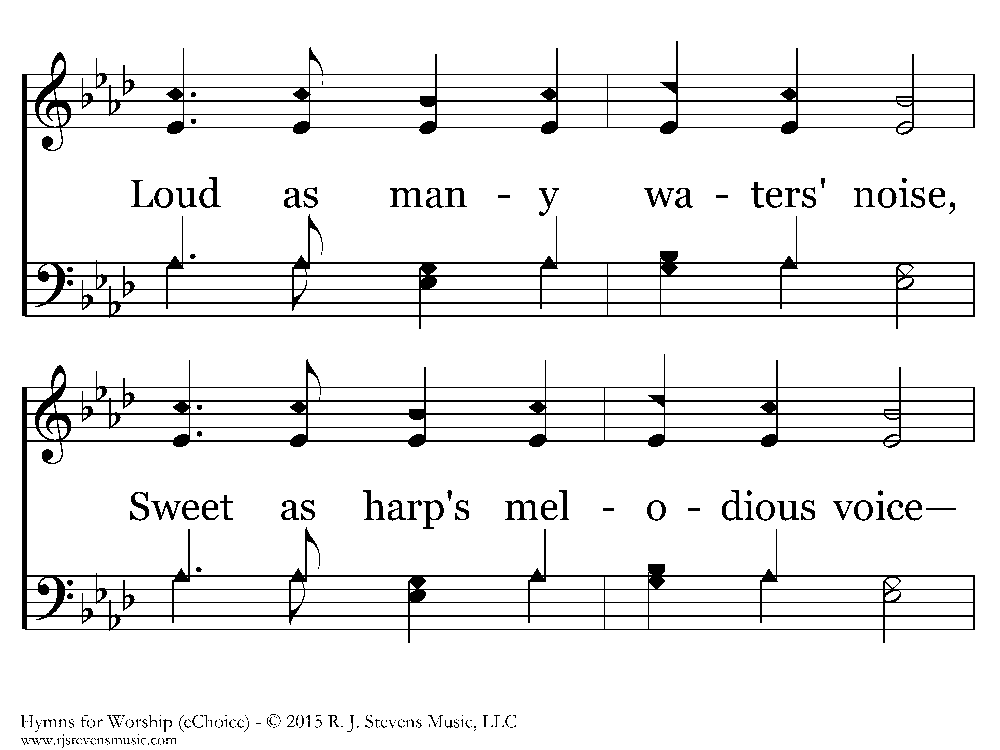 Loud as man - y wa - ters' noise,
Sweet as harp's mel - o - dious voice—
Hymns for Worship (eChoice) - © 2015 R. J. Stevens Music, LLC
www.rjstevensmusic.com